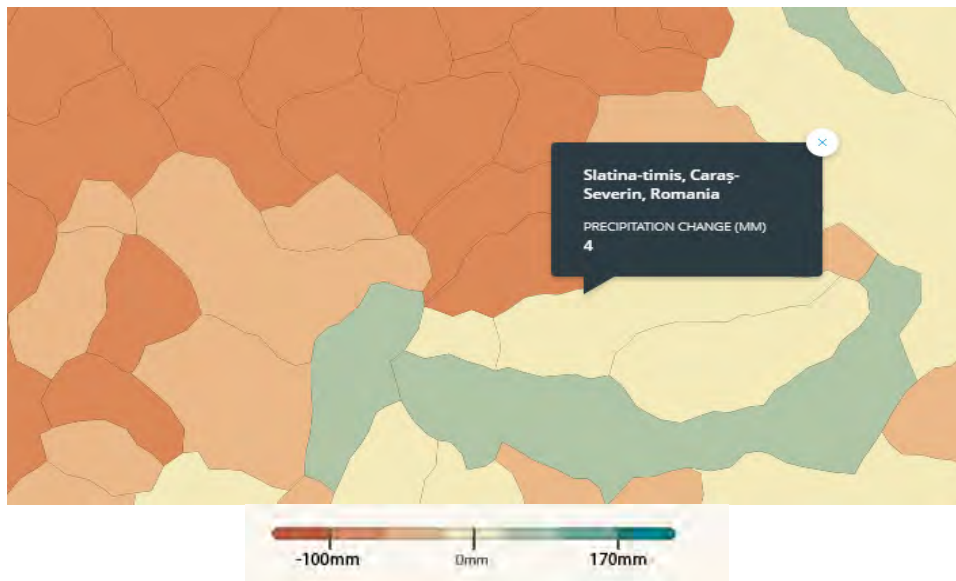 Slatina-timis, Caraș-
Severin, Romania
PRECIPITATION CHANGE (MM)
4
-100mm
0mm
170mm